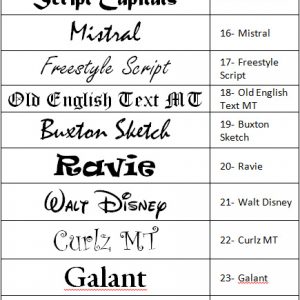 Script Capitals
Mistral
16- Mistral
Freestyle Script
17- Freestyle
Script
Old English Text MT
18- Old English
Text MT
Buxton Sketch
19- Buxton
Sketch
Ravie
20- Ravie
Walt Disney
21- Walt Disney
Curlz MT
22- Curlz MT
Galant
23- Galant